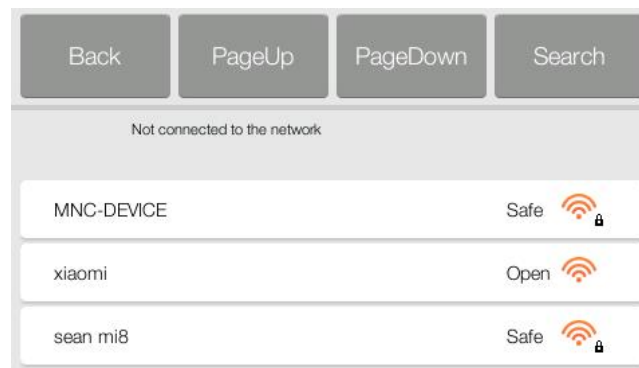 Back PageUp PageDown Search
Not connected to the network
MNC-DEVICE Safe
xiaomi Open
sean mi8 Safe